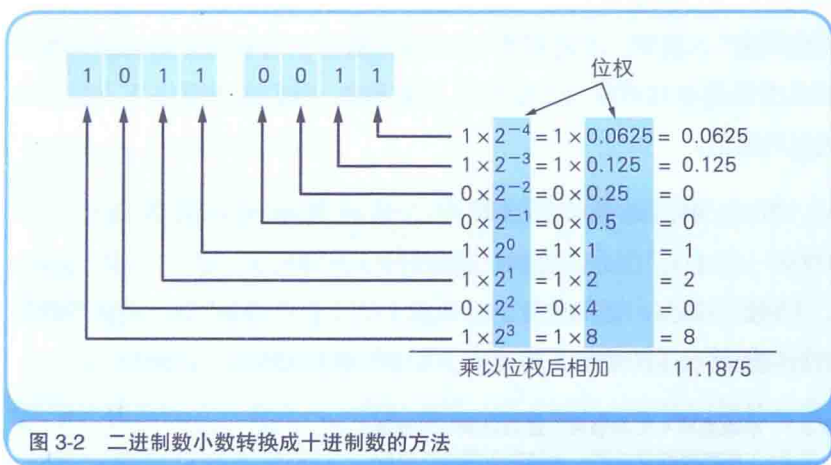 1 0 1 1 . 0 0 1 1
位权
1×2⁻⁴=1×0.0625= 0.0625
1×2⁻³=1×0.125 = 0.125
0×2⁻²=0×0.25 = 0
0×2⁻¹=0×0.5 = 0
1×2⁰ =1×1 = 1
1×2¹ =1×2 = 2
0×2² =0×4 = 0
1×2³ =1×8 = 8
乘以位权后相加 11.1875
图 3-2 二进制数小数转换成十进制数的方法